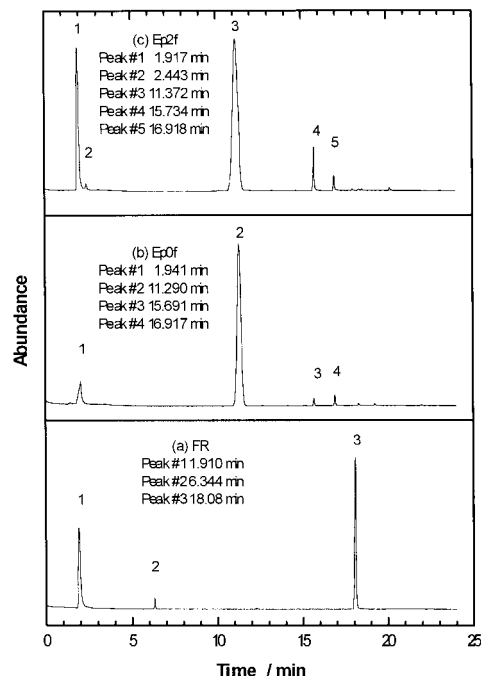 1
(c) Ep2f
3
Peak #1 1.917 min
Peak #2 2.443 min
Peak #3 11.372 min
Peak #4 15.734 min
Peak #5 16.918 min
2
4
5
(b) Ep0f
2
Peak #1 1.941 min
Peak #2 11.290 min
Peak #3 15.691 min
Peak #4 16.917 min
1
3
4
Abundance
(a) FR
3
Peak #1 1.910 min
Peak #2 6.344 min
Peak #3 18.08 min
1
2
0 5 10 15 20 25
Time / min